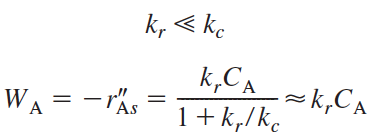 k_r ≪ k_c
W_A = −r″_As = k_r C_A / (1 + k_r/k_c) ≈ k_r C_A